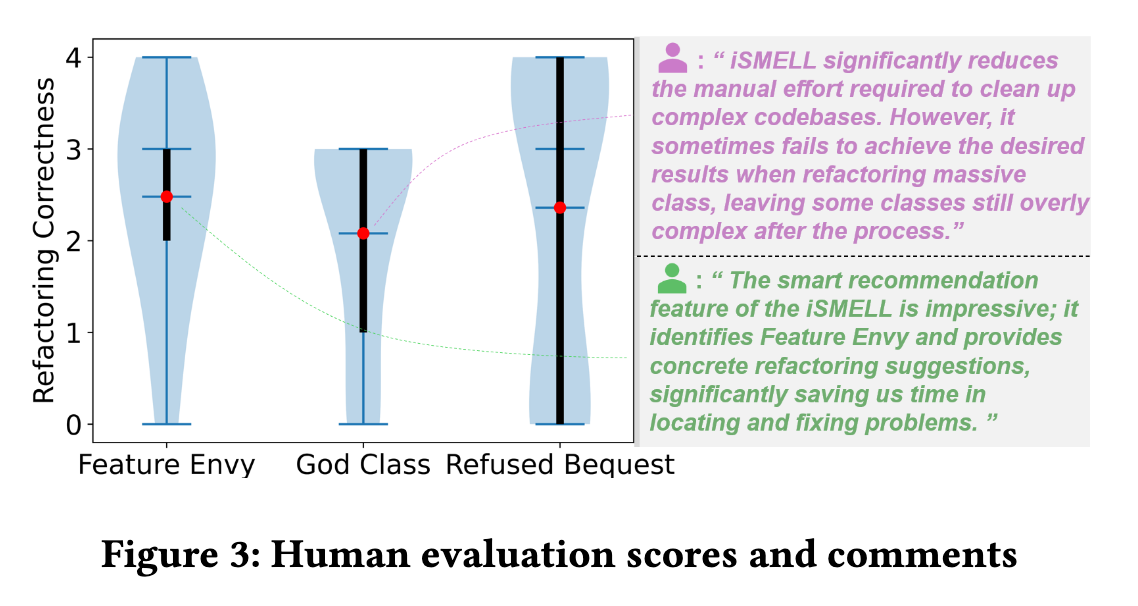 Refactoring Correctness
4
3
2
1
0
Feature Envy
God Class
Refused Bequest
: “ iSMELL significantly reduces
the manual effort required to clean up
complex codebases. However, it
sometimes fails to achieve the desired
results when refactoring massive
class, leaving some classes still overly
complex after the process.”
: “ The smart recommendation
feature of the iSMELL is impressive; it
identifies Feature Envy and provides
concrete refactoring suggestions,
significantly saving us time in
locating and fixing problems. ”
Figure 3: Human evaluation scores and comments